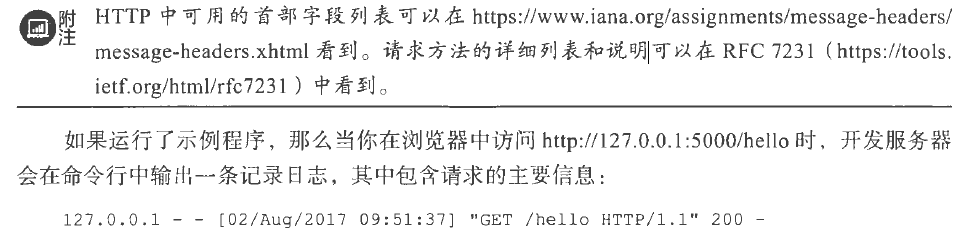 附注
HTTP 中可用的首部字段列表可以在 https://www.iana.org/assignments/message-headers/
message-headers.xhtml 看到。请求方法的详细列表和说明可以在 RFC 7231（https://tools.
ietf.org/html/rfc7231）中看到。
如果运行了示例程序，那么当你在浏览器中访问 http://127.0.0.1:5000/hello 时，开发服务器
会在命令行中输出一条记录日志，其中包含请求的主要信息：
127.0.0.1 - - [02/Aug/2017 09:51:37] "GET /hello HTTP/1.1" 200 -